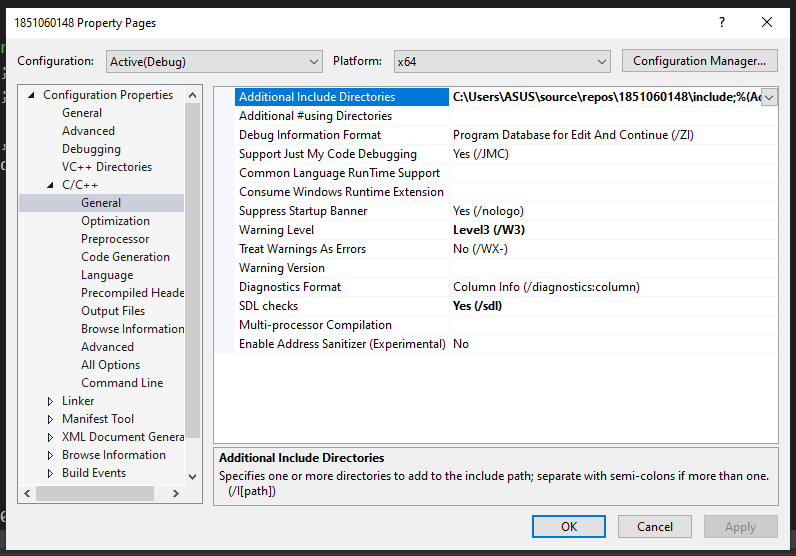 1851060148 Property Pages
?
Configuration:
Active(Debug)
Platform:
x64
Configuration Manager...
Configuration Properties
General
Advanced
Debugging
VC++ Directories
C/C++
General
Optimization
Preprocessor
Code Generation
Language
Precompiled Heade
Output Files
Browse Information
Advanced
All Options
Command Line
Linker
Manifest Tool
XML Document Genera
Browse Information
Build Events
Additional Include Directories C:\Users\ASUS\source\repos\1851060148\include;%(Ad
Additional #using Directories
Debug Information Format Program Database for Edit And Continue (/ZI)
Support Just My Code Debugging Yes (/JMC)
Common Language RunTime Support
Consume Windows Runtime Extension
Suppress Startup Banner Yes (/nologo)
Warning Level Level3 (/W3)
Treat Warnings As Errors No (/WX-)
Warning Version
Diagnostics Format Column Info (/diagnostics:column)
SDL checks Yes (/sdl)
Multi-processor Compilation
Enable Address Sanitizer (Experimental) No
Additional Include Directories
Specifies one or more directories to add to the include path; separate with semi-colons if more than one.
(/I[path])
OK
Cancel
Apply